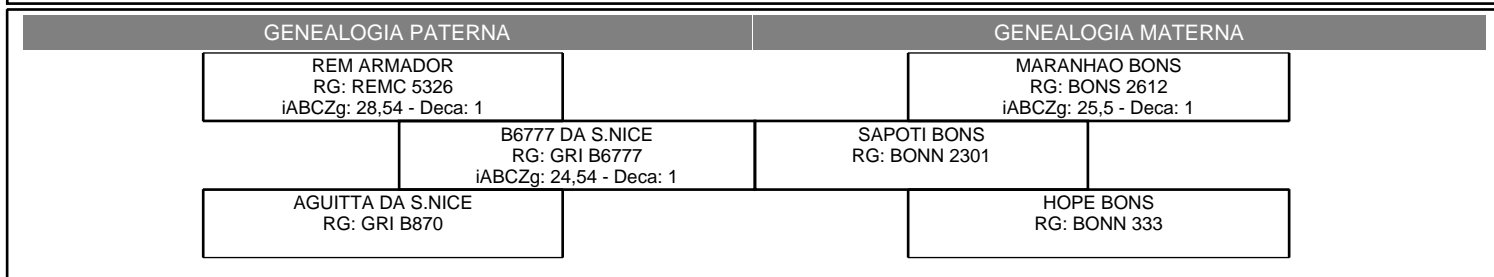 GENEALOGIA PATERNA
GENEALOGIA MATERNA
REM ARMADOR
RG: REMC 5326
iABCZg: 28,54 - Deca: 1
MARANHAO BONS
RG: BONS 2612
iABCZg: 25,5 - Deca: 1
B6777 DA S.NICE
RG: GRI B6777
iABCZg: 24,54 - Deca: 1
SAPOTI BONS
RG: BONN 2301
AGUITTA DA S.NICE
RG: GRI B870
HOPE BONS
RG: BONN 333